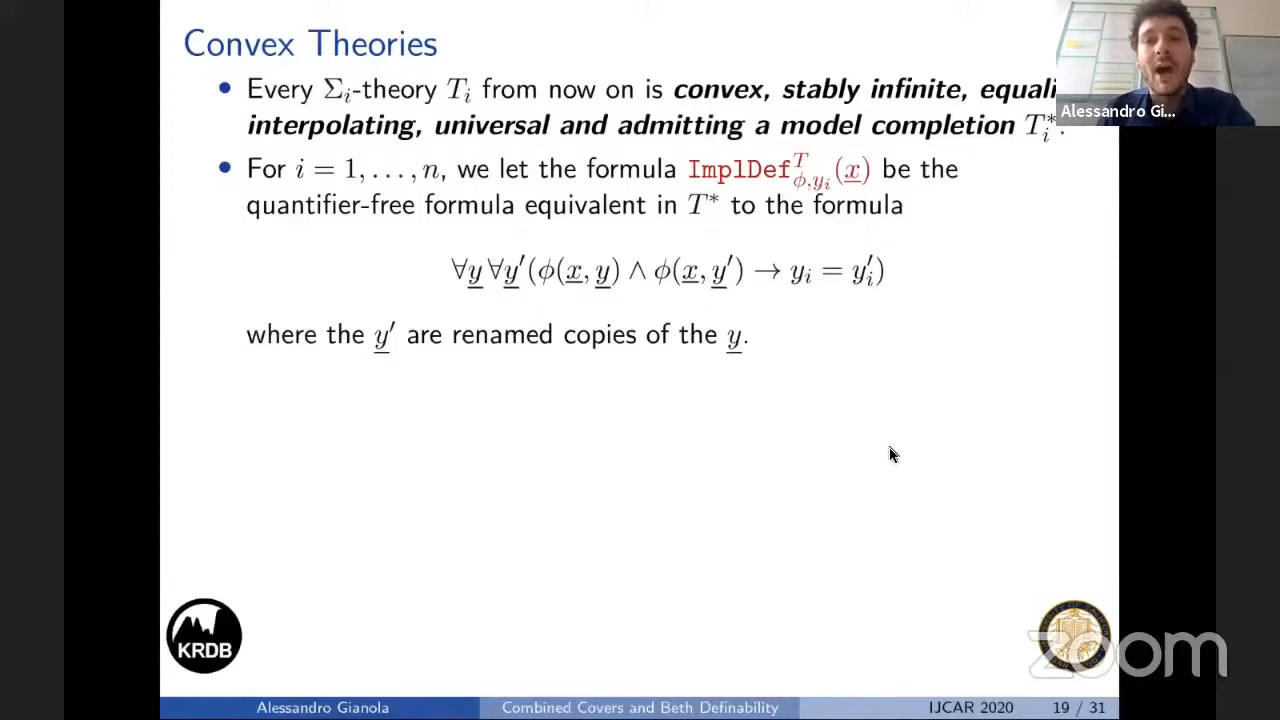 Convex Theories
• Every Σᵢ-theory Tᵢ from now on is convex, stably infinite,
interpolating, universal and admitting a model completion Tᵢ*.
• For i = 1, . . . , n, we let the formula ImplDef^T_{φ,yᵢ}(x̲) be the
quantifier-free formula equivalent in T* to the formula
∀y̲ ∀y̲′(φ(x̲, y̲) ∧ φ(x̲, y̲′) → yᵢ = yᵢ′)
where the y̲′ are renamed copies of the y̲.
Alessandro Gi...
KRDB
zoom
Alessandro Gianola
Combined Covers and Beth Definability
IJCAR 2020
19 / 31